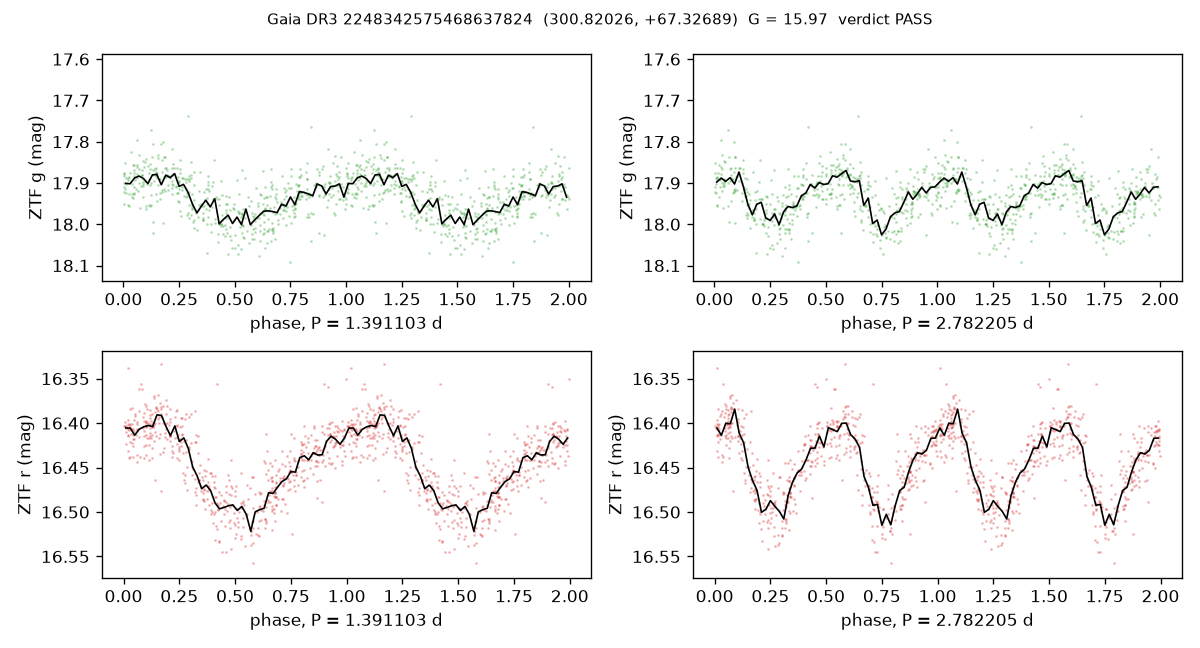 Gaia DR3 2248342575468637824 (300.82026, +67.32689) G = 15.97 verdict PASS
17.6
17.7
17.8
17.9
18.0
18.1
ZTF g (mag)
0.00 0.25 0.50 0.75 1.00 1.25 1.50 1.75 2.00
phase, P = 1.391103 d
17.6
17.7
17.8
17.9
18.0
18.1
ZTF g (mag)
0.00 0.25 0.50 0.75 1.00 1.25 1.50 1.75 2.00
phase, P = 2.782205 d
16.35
16.40
16.45
16.50
16.55
ZTF r (mag)
0.00 0.25 0.50 0.75 1.00 1.25 1.50 1.75 2.00
phase, P = 1.391103 d
16.35
16.40
16.45
16.50
16.55
ZTF r (mag)
0.00 0.25 0.50 0.75 1.00 1.25 1.50 1.75 2.00
phase, P = 2.782205 d